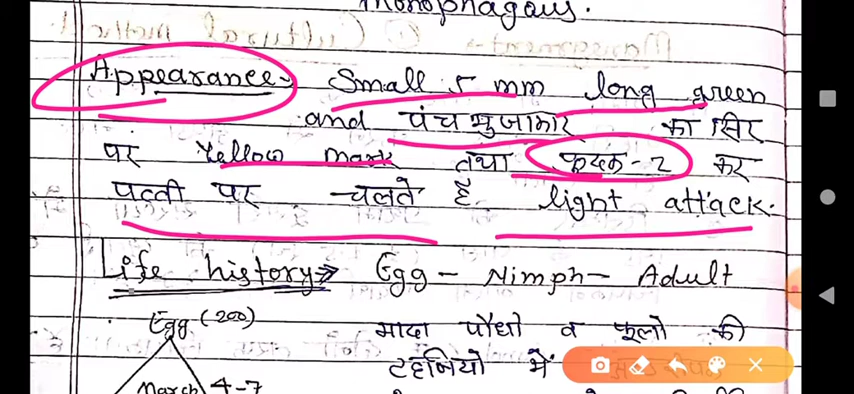 Monophagous.
Appearance - Small 5 mm long green
and पंचभुजाकार का सिर
पर Yellow mark तथा फुदक-2 कर
पत्ती पर चलते है light attack.
Life history⇒ Egg - Nimph - Adult
Egg (200)
मादा पौधो व फूलो की
टहनियो में
March 4-7